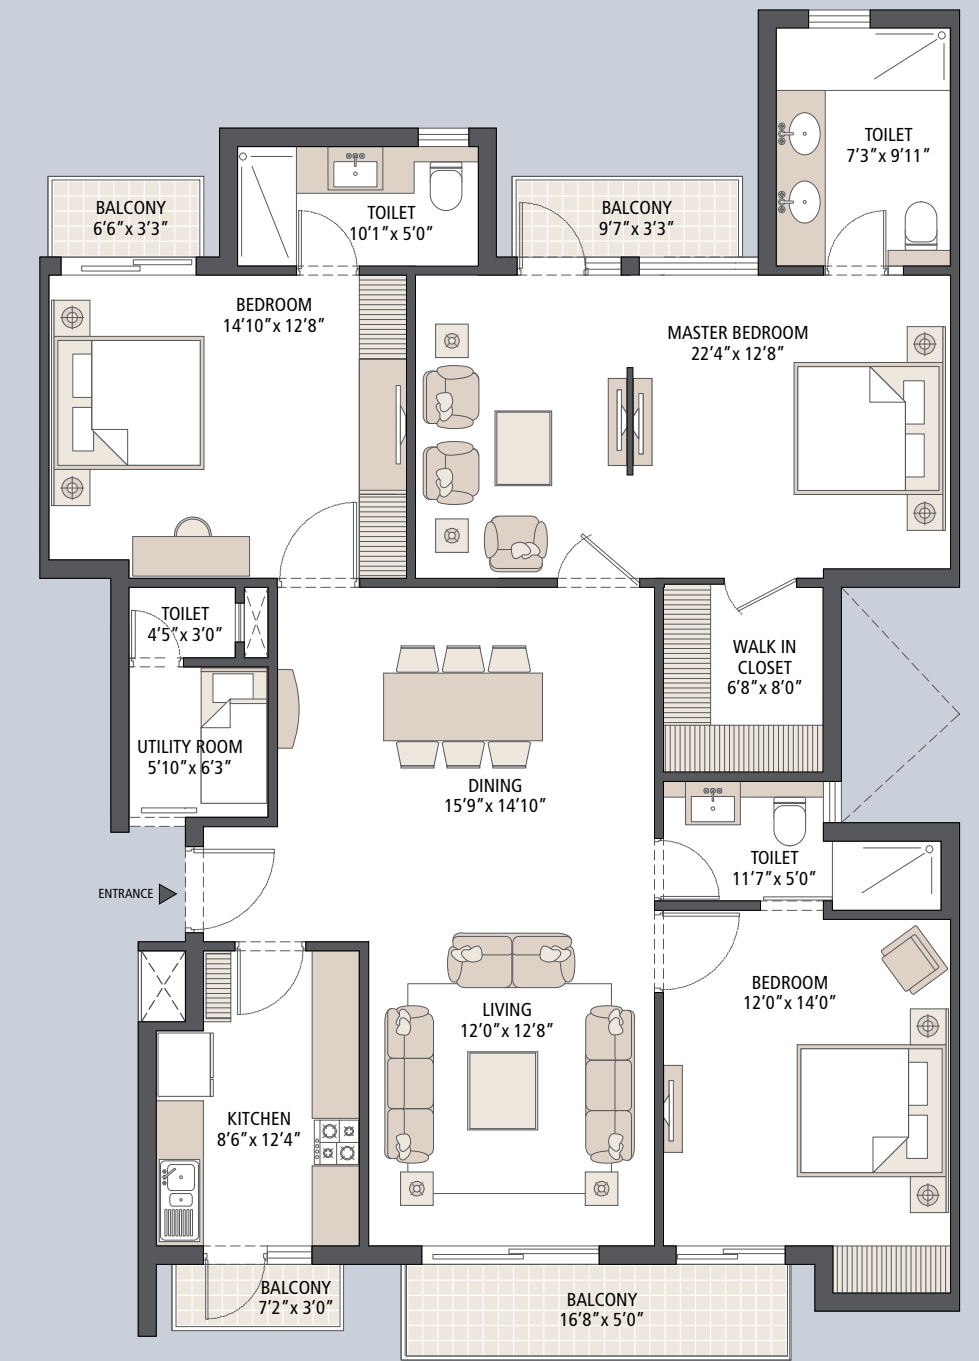 TOILET
7'3"x 9'11"
BALCONY
6'6"x 3'3"
TOILET
10'1"x 5'0"
BALCONY
9'7"x 3'3"
BEDROOM
14'10"x 12'8"
MASTER BEDROOM
22'4"x 12'8"
TOILET
4'5"x 3'0"
WALK IN
CLOSET
6'8"x 8'0"
UTILITY ROOM
5'10"x 6'3"
DINING
15'9"x 14'10"
TOILET
11'7"x 5'0"
ENTRANCE
BEDROOM
12'0"x 14'0"
LIVING
12'0"x 12'8"
KITCHEN
8'6"x 12'4"
BALCONY
7'2"x 3'0"
BALCONY
16'8"x 5'0"